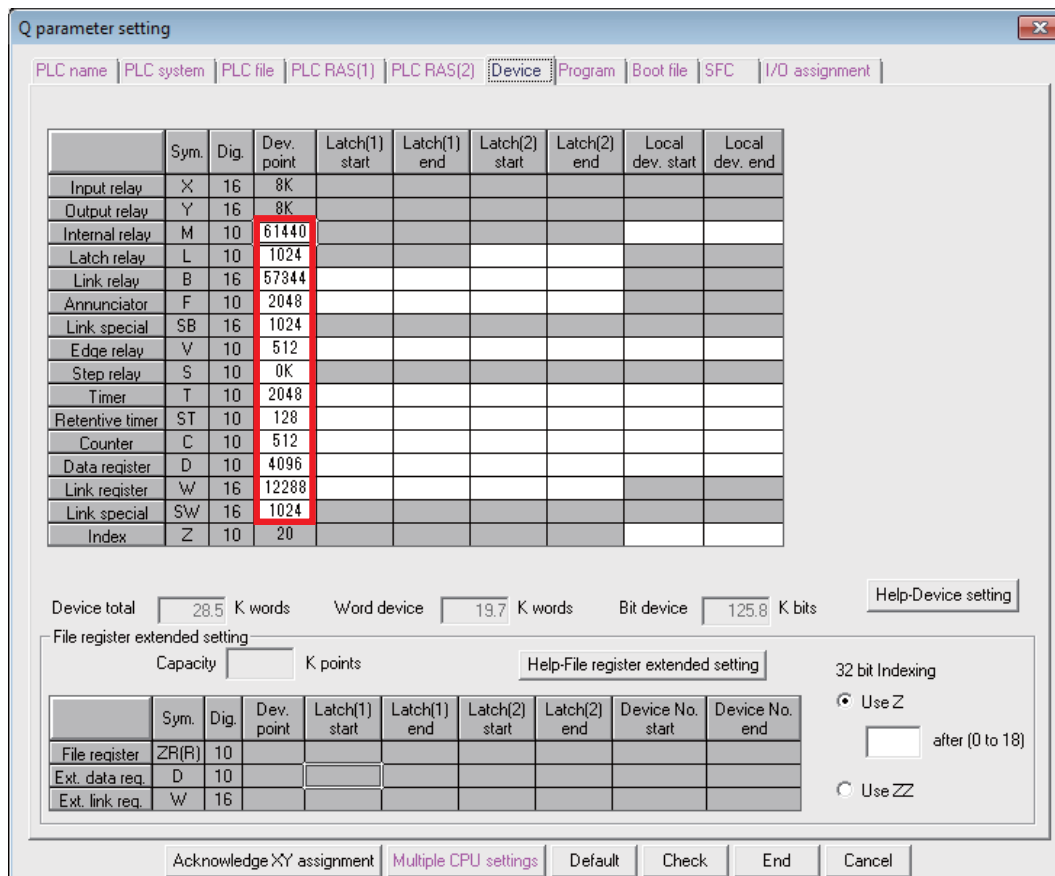 Q parameter setting
PLC name PLC system PLC file PLC RAS(1) PLC RAS(2) Device Program Boot file SFC I/O assignment
Sym. Dig. Dev. point Latch(1) start Latch(1) end Latch(2) start Latch(2) end Local dev. start Local dev. end
Input relay X 16 8K
Output relay Y 16 8K
Internal relay M 10 61440
Latch relay L 10 1024
Link relay B 16 57344
Annunciator F 10 2048
Link special SB 16 1024
Edge relay V 10 512
Step relay S 10 0K
Timer T 10 2048
Retentive timer ST 10 128
Counter C 10 512
Data register D 10 4096
Link register W 16 12288
Link special SW 16 1024
Index Z 10 20
Device total 28.5 K words Word device 19.7 K words Bit device 125.8 K bits
Help-Device setting
File register extended setting
Capacity K points Help-File register extended setting
32 bit Indexing
Use Z
after (0 to 18)
Use ZZ
Sym. Dig. Dev. point Latch(1) start Latch(1) end Latch(2) start Latch(2) end Device No. start Device No. end
File register ZR(R) 10
Ext. data reg. D 10
Ext. link reg. W 16
Acknowledge XY assignment Multiple CPU settings Default Check End Cancel